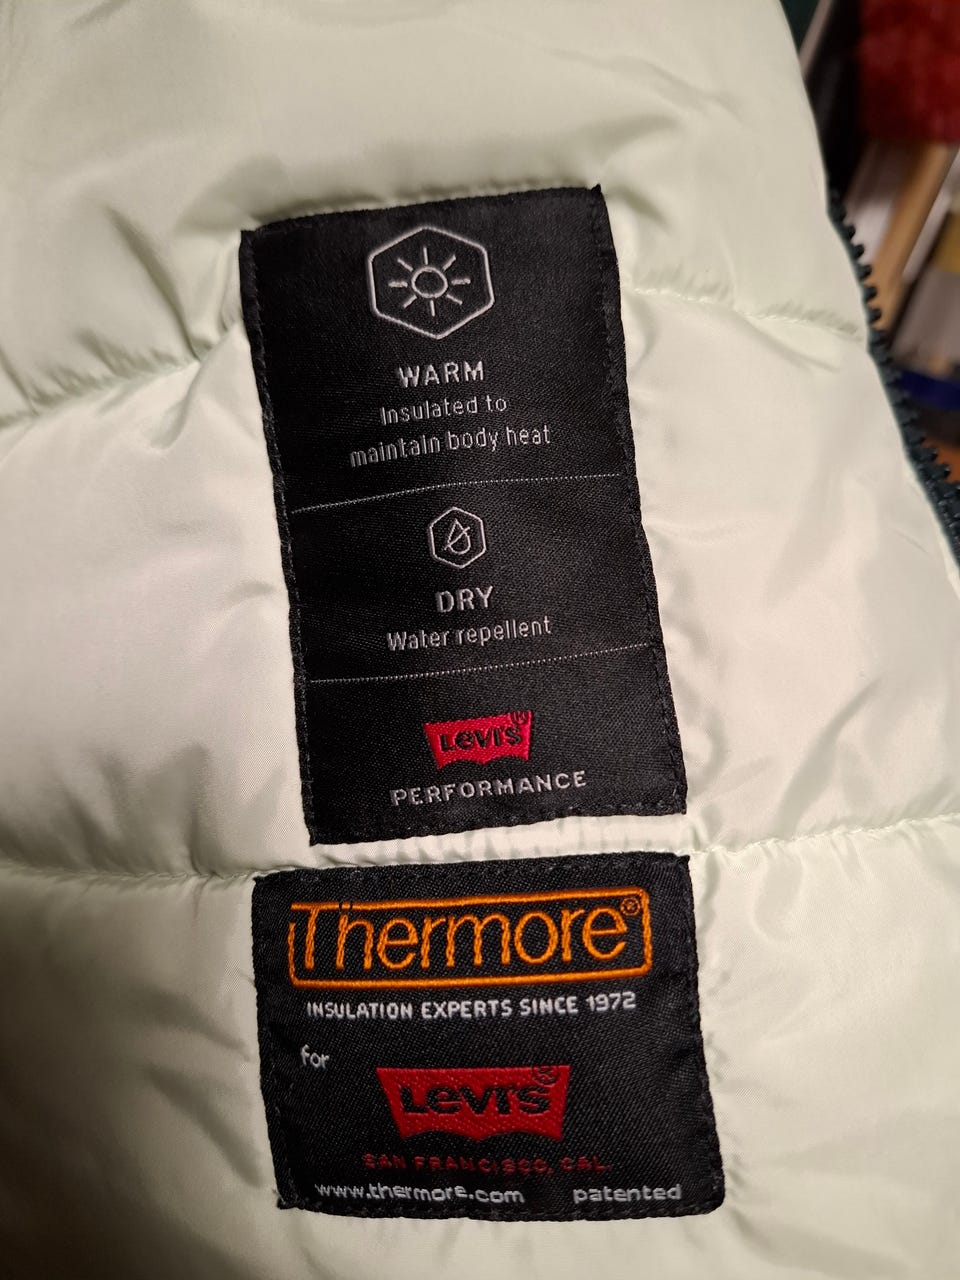 WARM
Insulated to
maintain body heat
DRY
Water repellent
Levi's®
PERFORMANCE
Thermore®
INSULATION EXPERTS SINCE 1972
for
Levi's®
SAN FRANCISCO, CAL.
www.thermore.com patented